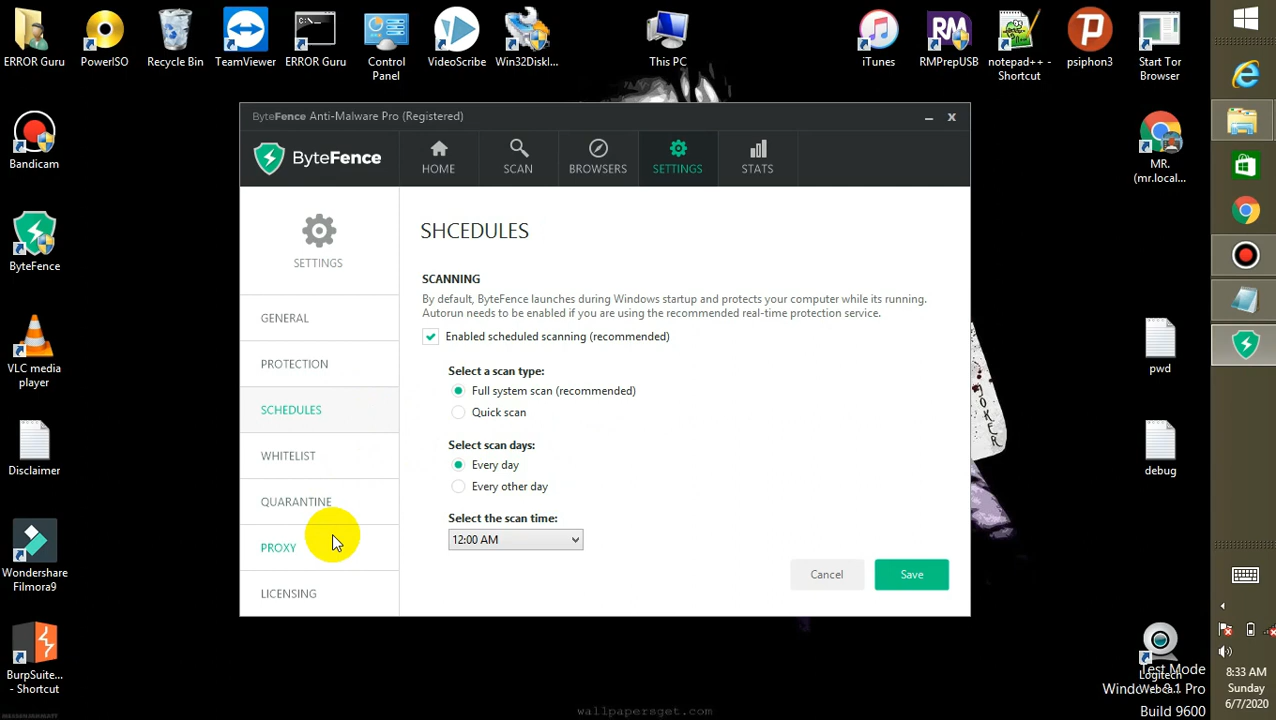 ERROR Guru
PowerISO
Recycle Bin
TeamViewer
ERROR Guru
Control
Panel
VideoScribe
Win32Diskl...
This PC
iTunes
RMPrepUSB
notepad++ -
Shortcut
psiphon3
Start Tor
Browser
Bandicam
ByteFence
VLC media
player
Disclaimer
Wondershare
Filmora9
BurpSuite...
- Shortcut
MR.
(mr.local...
pwd
debug
Logitech
Webca...
ByteFence Anti-Malware Pro (Registered)
ByteFence
HOME
SCAN
BROWSERS
SETTINGS
STATS
SETTINGS
GENERAL
PROTECTION
SCHEDULES
WHITELIST
QUARANTINE
PROXY
LICENSING
SHCEDULES
SCANNING
By default, ByteFence launches during Windows startup and protects your computer while its running.
Autorun needs to be enabled if you are using the recommended real-time protection service.
Enabled scheduled scanning (recommended)
Select a scan type:
Full system scan (recommended)
Quick scan
Select scan days:
Every day
Every other day
Select the scan time:
12:00 AM
Cancel
Save
JOKER
Test Mode
Windows 8.1 Pro
Build 9600
8:33 AM
Sunday
6/7/2020
wallpapersget.com